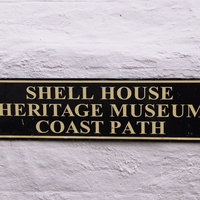 SHELL HOUSE
HERITAGE MUSEUM
COAST PATH